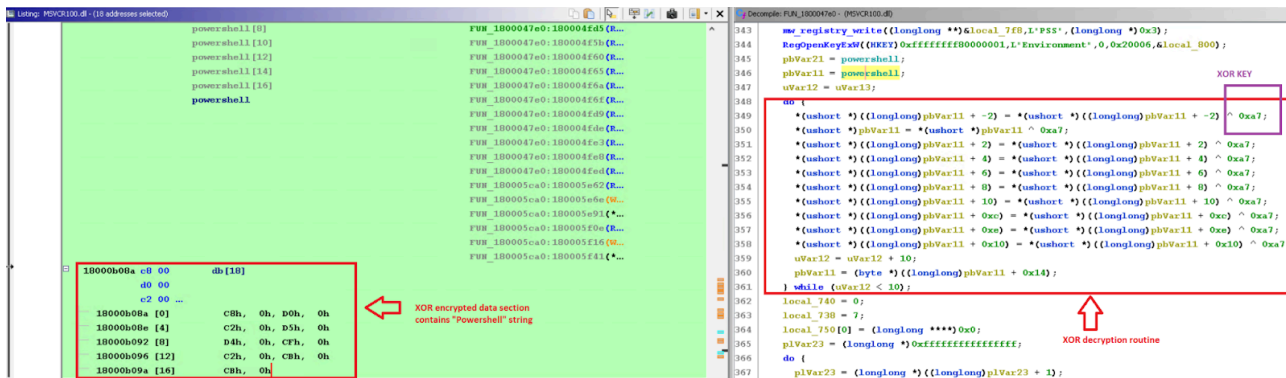 Listing: MSVCR100.dll - (18 addresses selected)
powershell[8] FUN_1800047e0:180004fd5(R...
powershell[10] FUN_1800047e0:180004f5b(R...
powershell[12] FUN_1800047e0:180004f60(R...
powershell[14] FUN_1800047e0:180004f65(R...
powershell[16] FUN_1800047e0:180004f6a(R...
powershell FUN_1800047e0:180004f6f(R...
FUN_1800047e0:180004fd9(R...
FUN_1800047e0:180004fde(R...
FUN_1800047e0:180004fe3(R...
FUN_1800047e0:180004fe8(R...
FUN_1800047e0:180004fed(R...
FUN_180005ca0:180005e62(R...
FUN_180005ca0:180005e6e(W...
FUN_180005ca0:180005e91(*...
FUN_180005ca0:180005f0e(R...
FUN_180005ca0:180005f16(W...
FUN_180005ca0:180005f41(*...
18000b08a c8 00 db[18]
d0 00
c2 00 ...
18000b08a [0] C8h, 0h, D0h, 0h
18000b08e [4] C2h, 0h, D5h, 0h
18000b092 [8] D4h, 0h, CFh, 0h
18000b096 [12] C2h, 0h, CBh, 0h
18000b09a [16] CBh, 0h
XOR encrypted data section
contains "Powershell" string
Decompile: FUN_1800047e0 - (MSVCR100.dll)
343 mw_registry_write((longlong **)&local_7f8,L'PSS',(longlong *)0x3);
344 RegOpenKeyExW((HKEY)0xffffffff80000001,L'Environment',0,0x20006,&local_800);
345 pbVar21 = powershell;
346 pbVar11 = powershell;
347 uVar12 = uVar13;
348 do {
349 *(ushort *)((longlong)pbVar11 + -2) = *(ushort *)((longlong)pbVar11 + -2) ^ 0xa7;
350 *(ushort *)pbVar11 = *(ushort *)pbVar11 ^ 0xa7;
351 *(ushort *)((longlong)pbVar11 + 2) = *(ushort *)((longlong)pbVar11 + 2) ^ 0xa7;
352 *(ushort *)((longlong)pbVar11 + 4) = *(ushort *)((longlong)pbVar11 + 4) ^ 0xa7;
353 *(ushort *)((longlong)pbVar11 + 6) = *(ushort *)((longlong)pbVar11 + 6) ^ 0xa7;
354 *(ushort *)((longlong)pbVar11 + 8) = *(ushort *)((longlong)pbVar11 + 8) ^ 0xa7;
355 *(ushort *)((longlong)pbVar11 + 10) = *(ushort *)((longlong)pbVar11 + 10) ^ 0xa7;
356 *(ushort *)((longlong)pbVar11 + 0xc) = *(ushort *)((longlong)pbVar11 + 0xc) ^ 0xa7;
357 *(ushort *)((longlong)pbVar11 + 0xe) = *(ushort *)((longlong)pbVar11 + 0xe) ^ 0xa7;
358 *(ushort *)((longlong)pbVar11 + 0x10) = *(ushort *)((longlong)pbVar11 + 0x10) ^ 0xa7
359 uVar12 = uVar12 + 10;
360 pbVar11 = (byte *)((longlong)pbVar11 + 0x14);
361 } while (uVar12 < 10);
362 local_740 = 0;
363 local_738 = 7;
364 local_750[0] = (longlong ****)0x0;
365 plVar23 = (longlong *)0xffffffffffffffff;
366 do {
367 plVar23 = (longlong *)((longlong)plVar23 + 1);
XOR KEY
XOR decryption routine